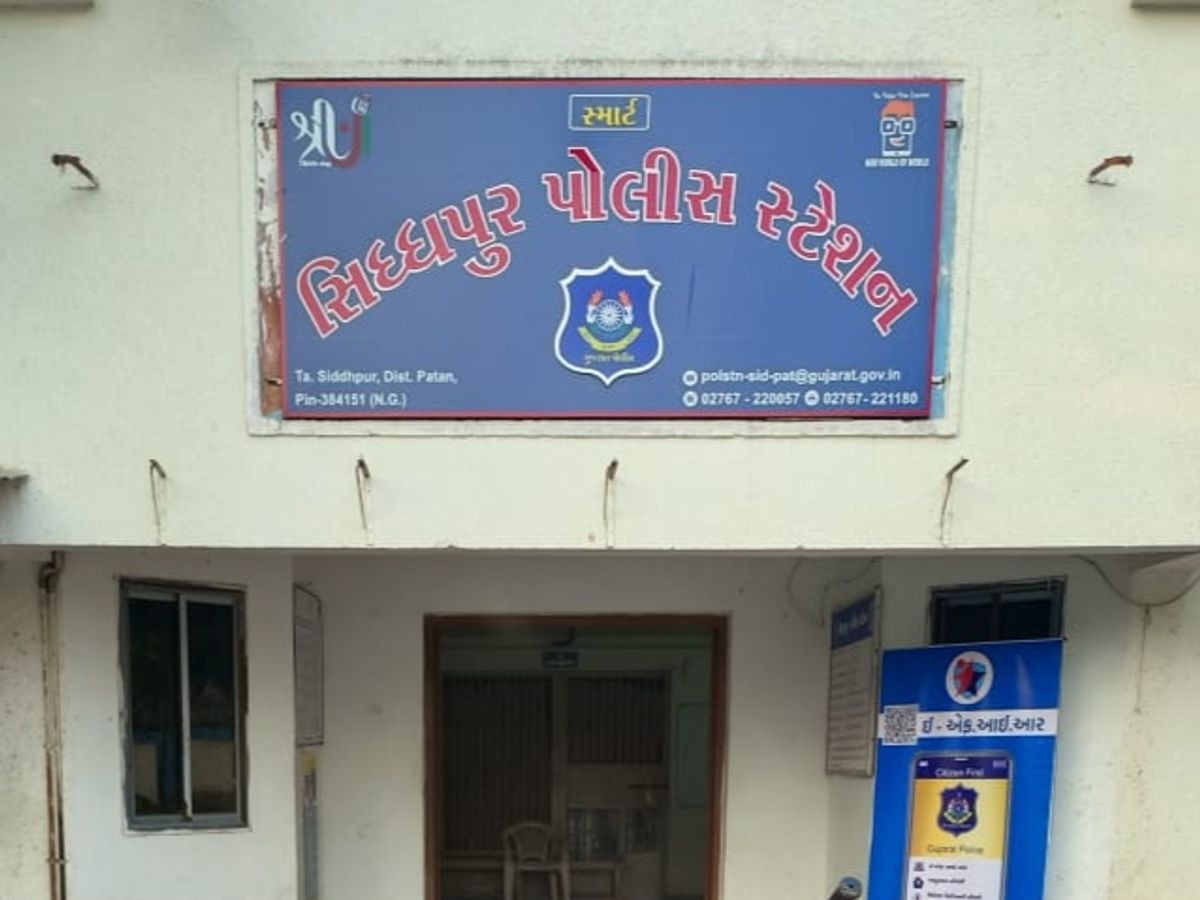 શ્રી
સ્માર્ટ
સિધ્ધપુર પોલીસ સ્ટેશન
Ta. Siddhpur, Dist. Patan,
Pin-384151 (N.G.)
polstn-sid-pat@gujarat.gov.in
02767 - 220057 02767- 221180
ગુજરાત પોલીસ
ઈ - એફ.આઈ.આર
Citizen First
Gujarat Police